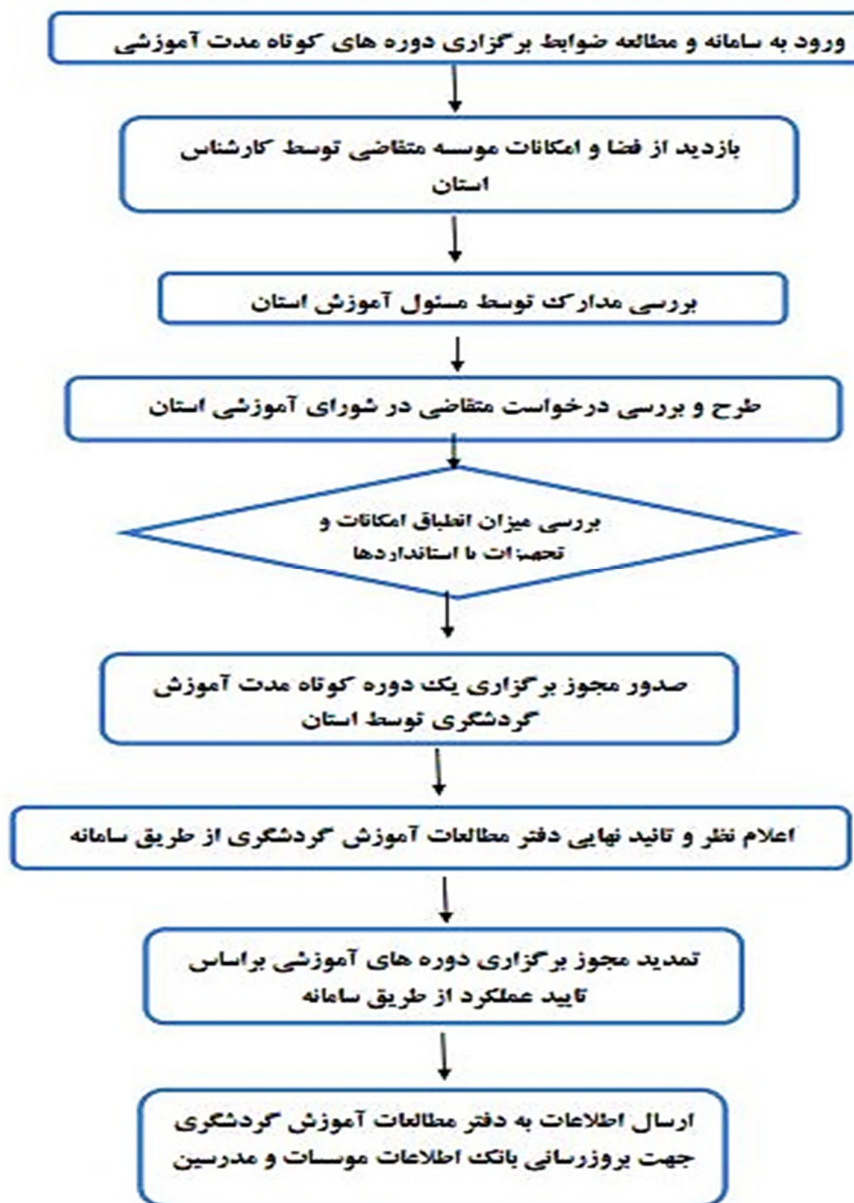 ورود به سامانه و مطالعه ضوابط برگزاری دوره های کوتاه مدت آموزشی
بازدید از فضا و امکانات موسسه متقاضی توسط کارشناس
استان
بررسی مدارک توسط مسئول آموزش استان
طرح و بررسی درخواست متقاضی در شورای آموزشی استان
بررسی میزان انطباق امکانات و
تجهیزات با استانداردها
صدور مجوز برگزاری یک دوره کوتاه مدت آموزش
گردشگری توسط استان
اعلام نظر و تائید نهایی دفتر مطالعات آموزش گردشگری از طریق سامانه
تمدید مجوز برگزاری دوره های آموزشی براساس
تایید عملکرد از طریق سامانه
ارسال اطلاعات به دفتر مطالعات آموزش گردشگری
جهت بروزرسانی بانک اطلاعات موسسات و مدرسین